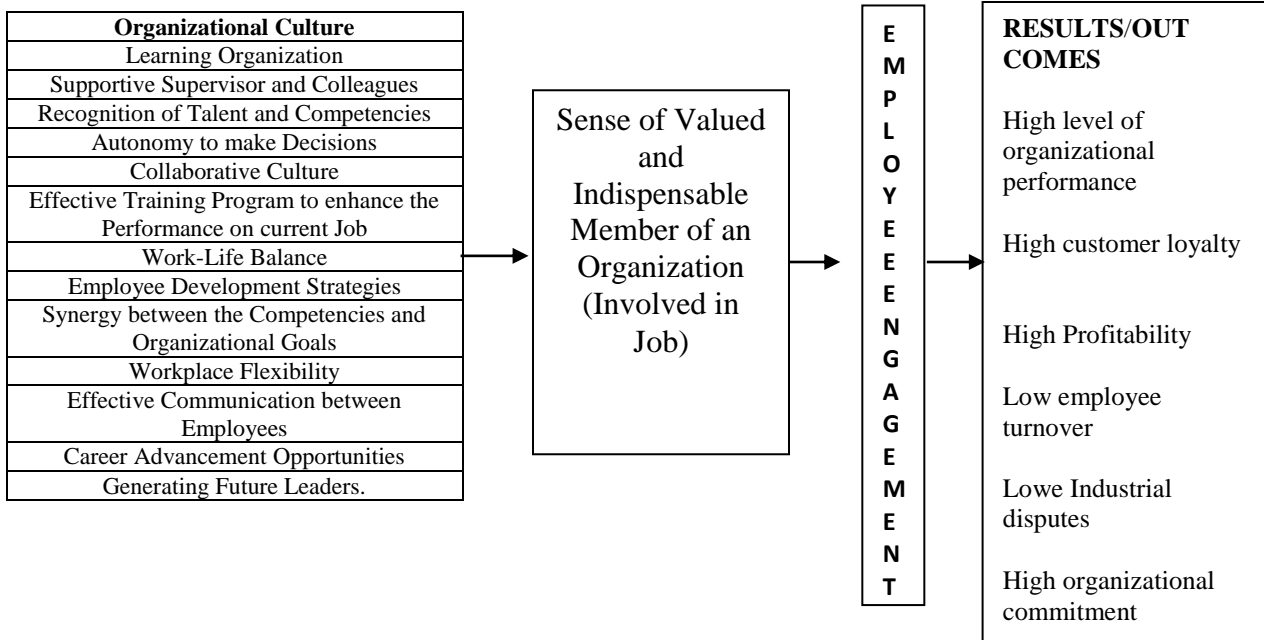 Organizational Culture
Learning Organization
Supportive Supervisor and Colleagues
Recognition of Talent and Competencies
Autonomy to make Decisions
Collaborative Culture
Effective Training Program to enhance the
Performance on current Job
Work-Life Balance
Employee Development Strategies
Synergy between the Competencies and
Organizational Goals
Workplace Flexibility
Effective Communication between
Employees
Career Advancement Opportunities
Generating Future Leaders.
Sense of Valued
and
Indispensable
Member of an
Organization
(Involved in
Job)
E
M
P
L
O
Y
E
E
E
N
G
A
G
E
M
E
N
T
RESULTS/OUT
COMES
High level of
organizational
performance
High customer loyalty
High Profitability
Low employee
turnover
Lowe Industrial
disputes
High organizational
commitment